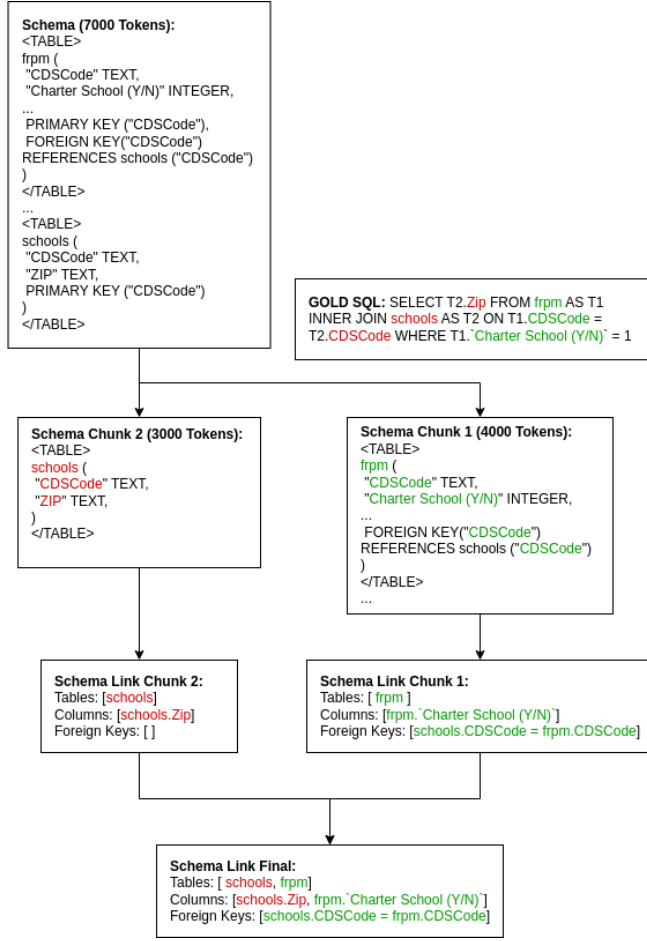 Schema (7000 Tokens):
<TABLE>
frpm (
"CDSCode" TEXT,
"Charter School (Y/N)" INTEGER,
...
PRIMARY KEY ("CDSCode"),
FOREIGN KEY("CDSCode")
REFERENCES schools ("CDSCode")
)
</TABLE>
...
<TABLE>
schools (
"CDSCode" TEXT,
"ZIP" TEXT,
PRIMARY KEY ("CDSCode")
)
</TABLE>
GOLD SQL: SELECT T2.Zip FROM frpm AS T1
INNER JOIN schools AS T2 ON T1.CDSCode =
T2.CDSCode WHERE T1.`Charter School (Y/N)` = 1
Schema Chunk 2 (3000 Tokens):
<TABLE>
schools (
"CDSCode" TEXT,
"ZIP" TEXT,
)
</TABLE>
Schema Chunk 1 (4000 Tokens):
<TABLE>
frpm (
"CDSCode" TEXT,
"Charter School (Y/N)" INTEGER,
...
FOREIGN KEY("CDSCode")
REFERENCES schools ("CDSCode")
)
</TABLE>
...
Schema Link Chunk 2:
Tables: [schools]
Columns: [schools.Zip]
Foreign Keys: [ ]
Schema Link Chunk 1:
Tables: [ frpm ]
Columns: [frpm.`Charter School (Y/N)`]
Foreign Keys: [schools.CDSCode = frpm.CDSCode]
Schema Link Final:
Tables: [ schools, frpm]
Columns: [schools.Zip, frpm.`Charter School (Y/N)`]
Foreign Keys: [schools.CDSCode = frpm.CDSCode]